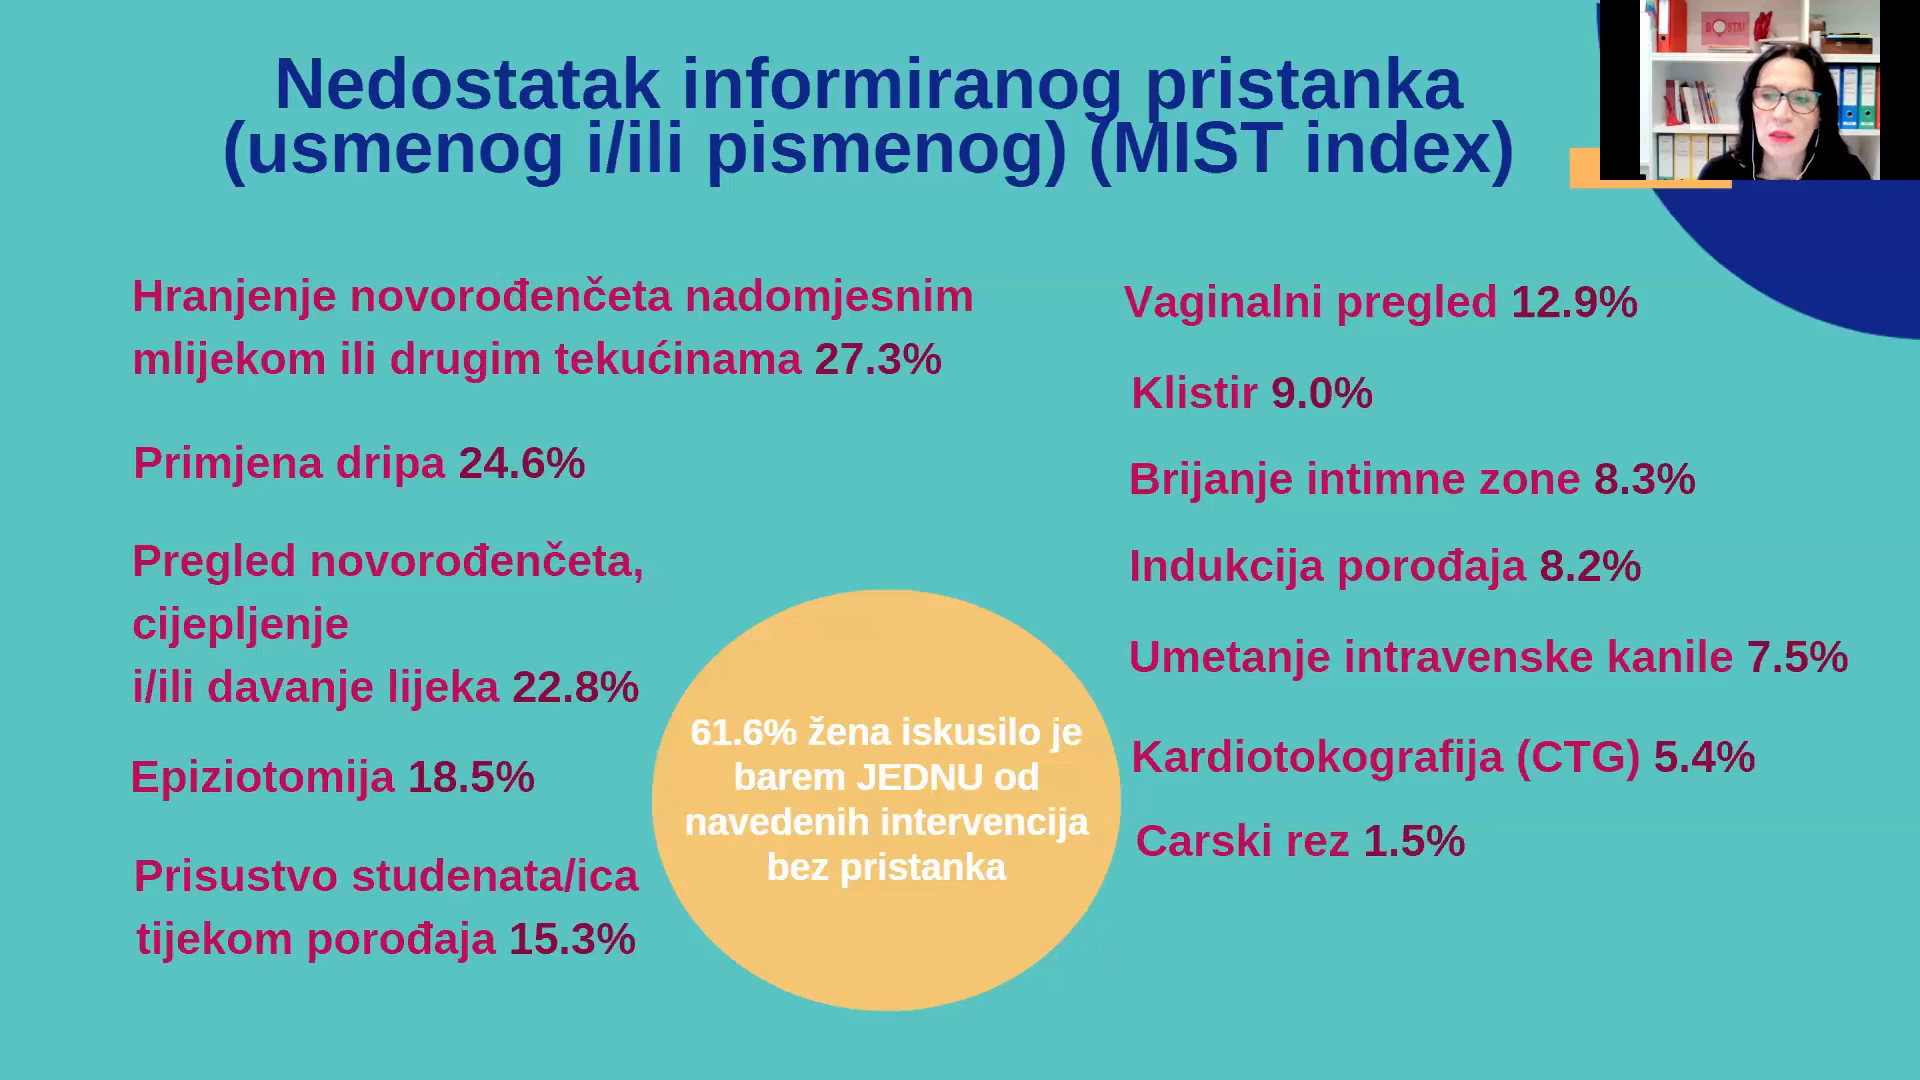 Nedostatak informiranog pristanka
(usmenog i/ili pismenog) (MIST index)
Hranjenje novorođenčeta nadomjesnim
mlijekom ili drugim tekućinama 27.3%
Primjena dripa 24.6%
Pregled novorođenčeta,
cijepljenje
i/ili davanje lijeka 22.8%
Epiziotomija 18.5%
Prisustvo studenata/ica
tijekom porođaja 15.3%
61.6% žena iskusilo je
barem JEDNU od
navedenih intervencija
bez pristanka
Vaginalni pregled 12.9%
Klistir 9.0%
Brijanje intimne zone 8.3%
Indukcija porođaja 8.2%
Umetanje intravenske kanile 7.5%
Kardiotokografija (CTG) 5.4%
Carski rez 1.5%